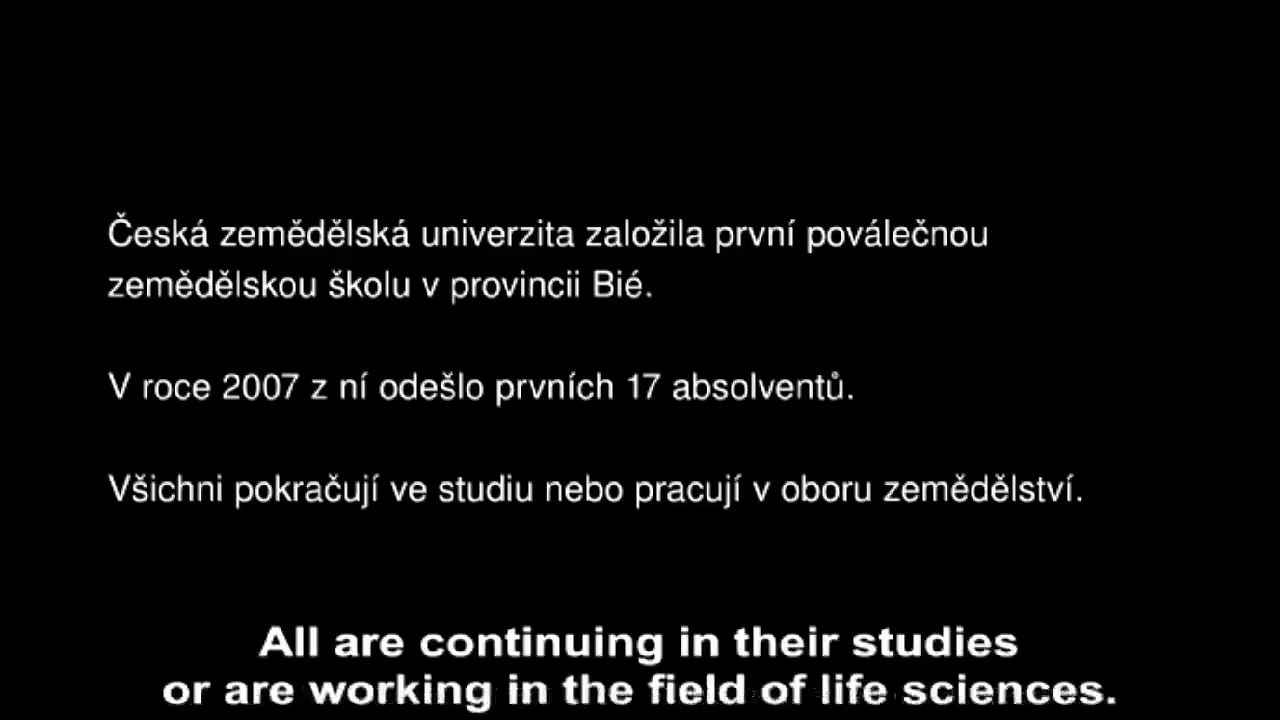 Česká zemědělská univerzita založila první poválečnou
zemědělskou školu v provincii Bié.
V roce 2007 z ní odešlo prvních 17 absolventů.
Všichni pokračují ve studiu nebo pracují v oboru zemědělství.
All are continuing in their studies
or are working in the field of life sciences.